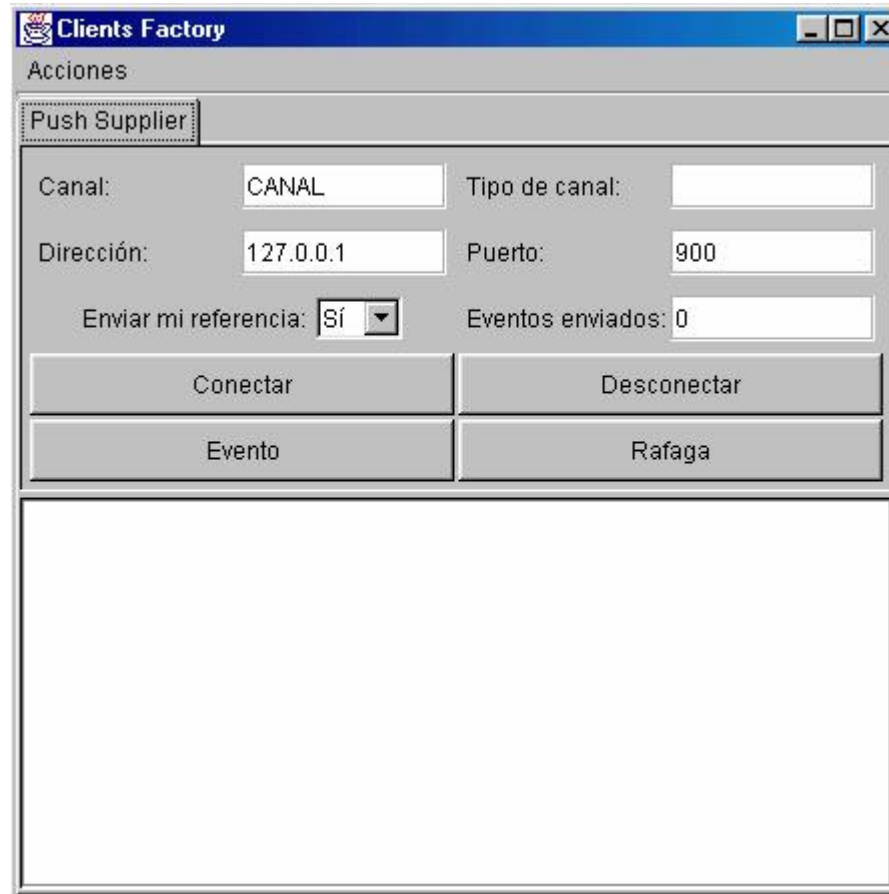 Clients Factory
Acciones
Push Supplier
Canal: CANAL Tipo de canal:
Dirección: 127.0.0.1 Puerto: 900
Enviar mi referencia: Sí Eventos enviados: 0
Conectar Desconectar
Evento Rafaga